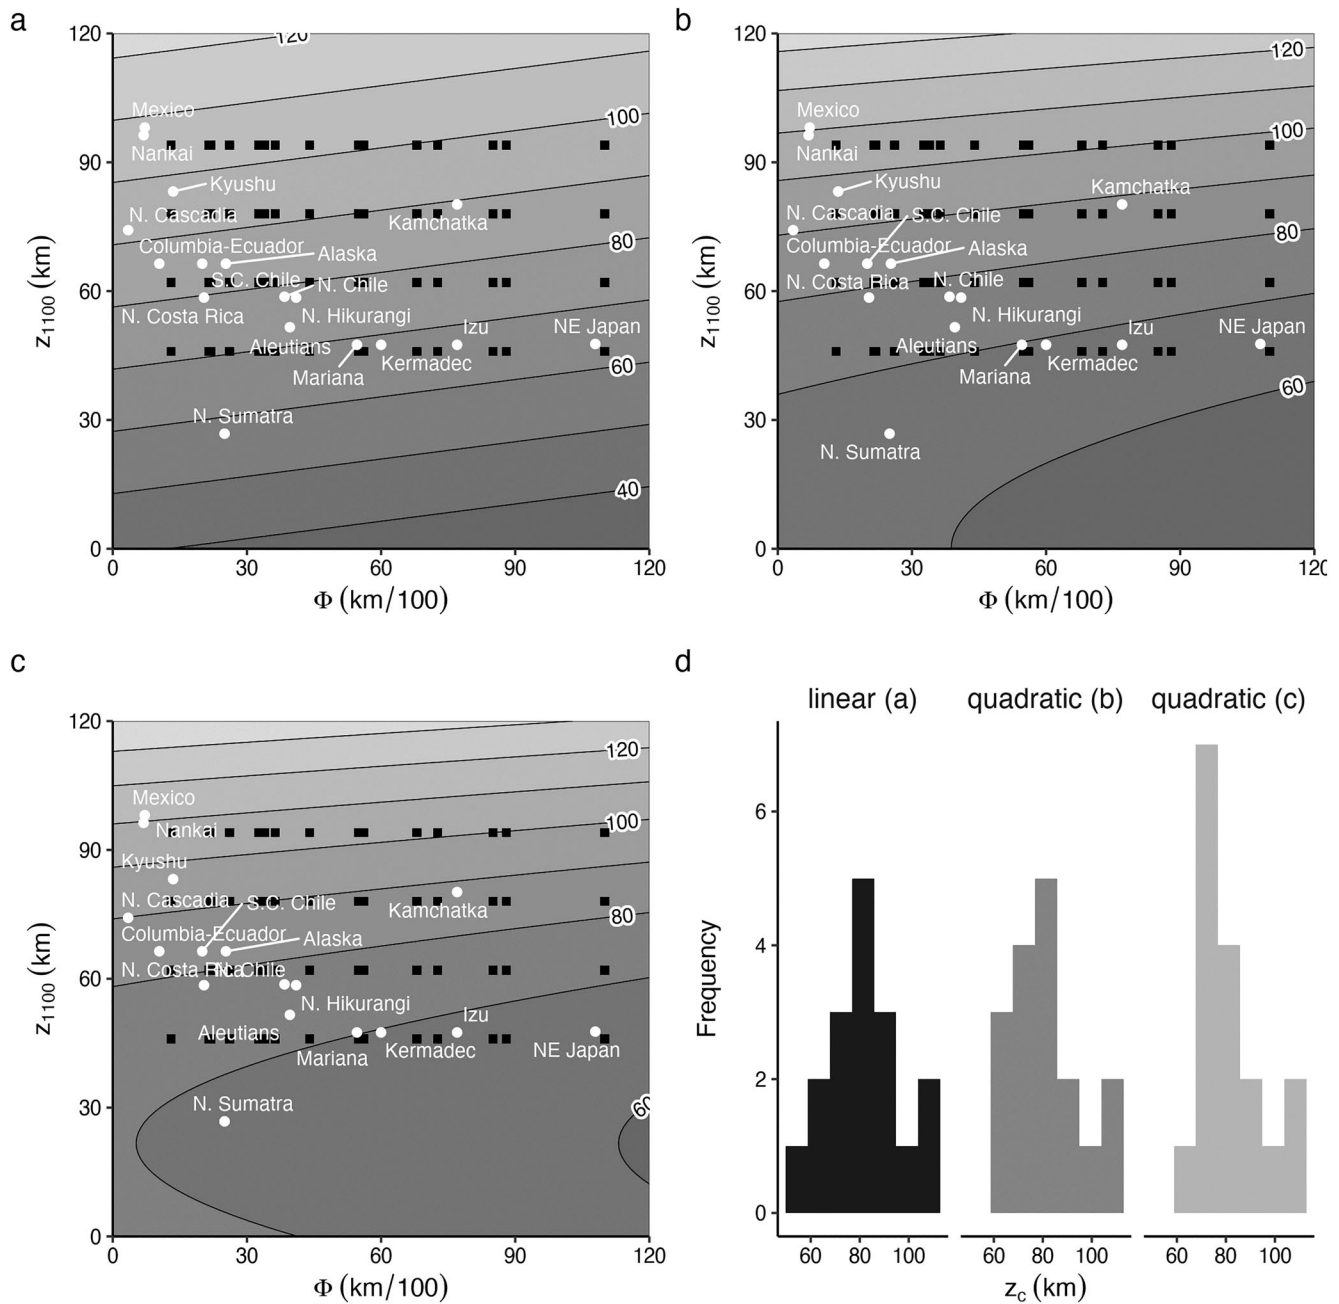 a
120
90
60
30
0
z1100 (km)
120
100
80
60
40
Mexico
Nankai
Kyushu
N. Cascadia
Kamchatka
Columbia-Ecuador
Alaska
S.C. Chile
N. Chile
N. Costa Rica
N. Hikurangi
Izu
NE Japan
Aleutians
Mariana
Kermadec
N. Sumatra
0 30 60 90 120
Φ (km/100)
b
120
90
60
30
0
z1100 (km)
120
100
80
60
Mexico
Nankai
Kyushu
Kamchatka
N. Cascadia
S.C. Chile
Columbia-Ecuador
Alaska
N. Costa Rica
N. Chile
N. Hikurangi
Izu
NE Japan
Aleutians
Mariana
Kermadec
N. Sumatra
0 30 60 90 120
Φ (km/100)
c
120
90
60
30
0
z1100 (km)
120
100
80
60
Mexico
Nankai
Kyushu
N. Cascadia
S.C. Chile
Kamchatka
Columbia-Ecuador
Alaska
N. Costa Rica
N. Chile
N. Hikurangi
Izu
Aleutians
Mariana
Kermadec
NE Japan
N. Sumatra
0 30 60 90 120
Φ (km/100)
d
linear (a)
quadratic (b)
quadratic (c)
Frequency
6
4
2
0
60 80 100
60 80 100
60 80 100
zc (km)